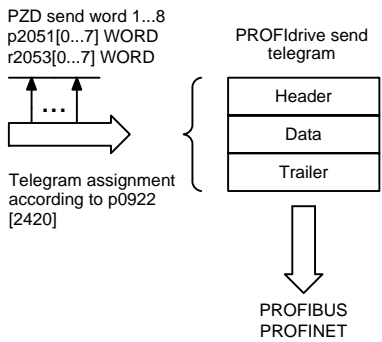 PZD send word 1...8
p2051[0...7] WORD
r2053[0...7] WORD
...
Telegram assignment
according to p0922
[2420]
PROFIdrive send
telegram
Header
Data
Trailer
PROFIBUS
PROFINET